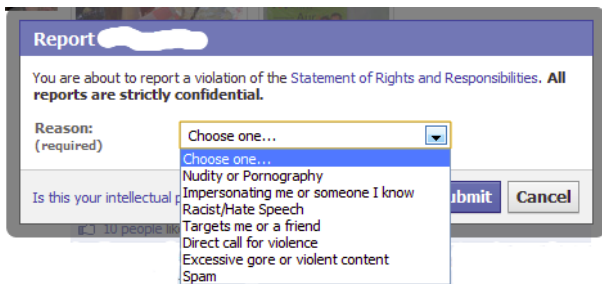 Report
You are about to report a violation of the Statement of Rights and Responsibilities. All
reports are strictly confidential.
Reason:
(required)
Choose one...
Choose one...
Nudity or Pornography
Impersonating me or someone I know
Racist/Hate Speech
Targets me or a friend
Direct call for violence
Excessive gore or violent content
Spam
Is this your intellectual
Cancel
10 people